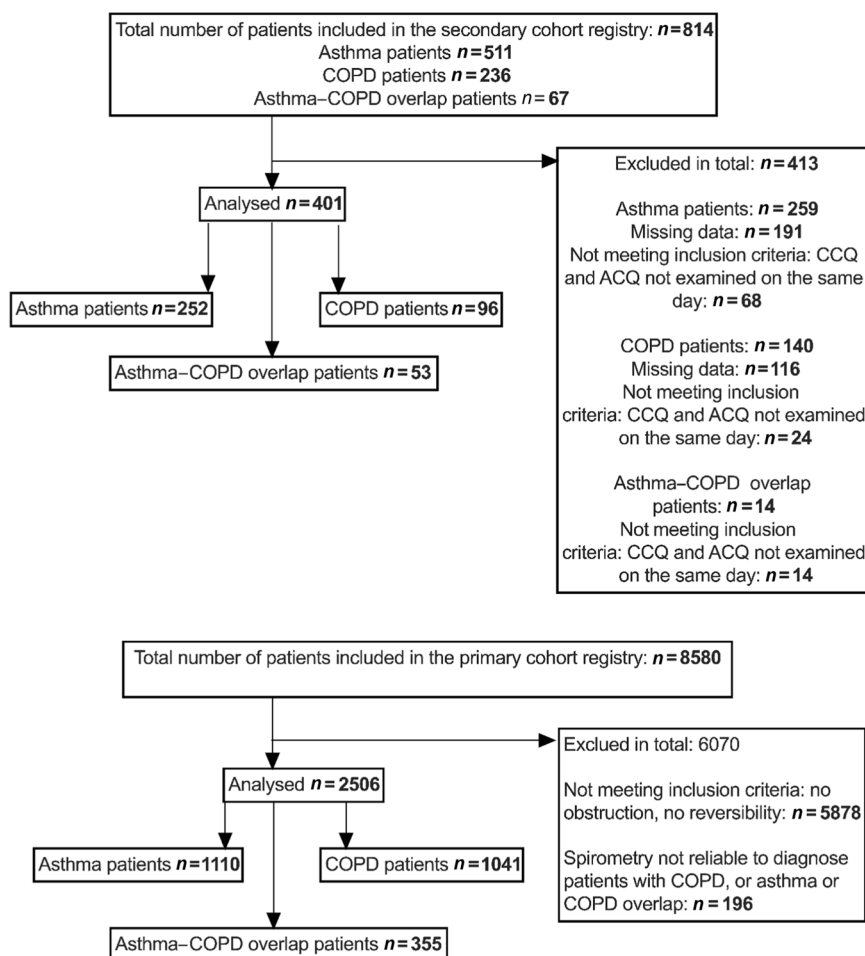 Total number of patients included in the secondary cohort registry: n=814
Asthma patients n=511
COPD patients n=236
Asthma–COPD overlap patients n=67
Excluded in total: n=413
Asthma patients: n=259
Missing data: n=191
Not meeting inclusion criteria: CCQ
and ACQ not examined on the same
day: n=68
COPD patients: n=140
Missing data: n=116
Not meeting inclusion
criteria: CCQ and ACQ not examined
on the same day: n=24
Asthma–COPD overlap
patients: n=14
Not meeting inclusion
criteria: CCQ and ACQ not examined
on the same day: n=14
Analysed n=401
Asthma patients n=252
COPD patients n=96
Asthma–COPD overlap patients n=53
Total number of patients included in the primary cohort registry: n=8580
Exclued in total: 6070
Not meeting inclusion criteria: no
obstruction, no reversibility: n=5878
Spirometry not reliable to diagnose
patients with COPD, or asthma or
COPD overlap: n=196
Analysed n=2506
Asthma patients n=1110
COPD patients n=1041
Asthma–COPD overlap patients n=355